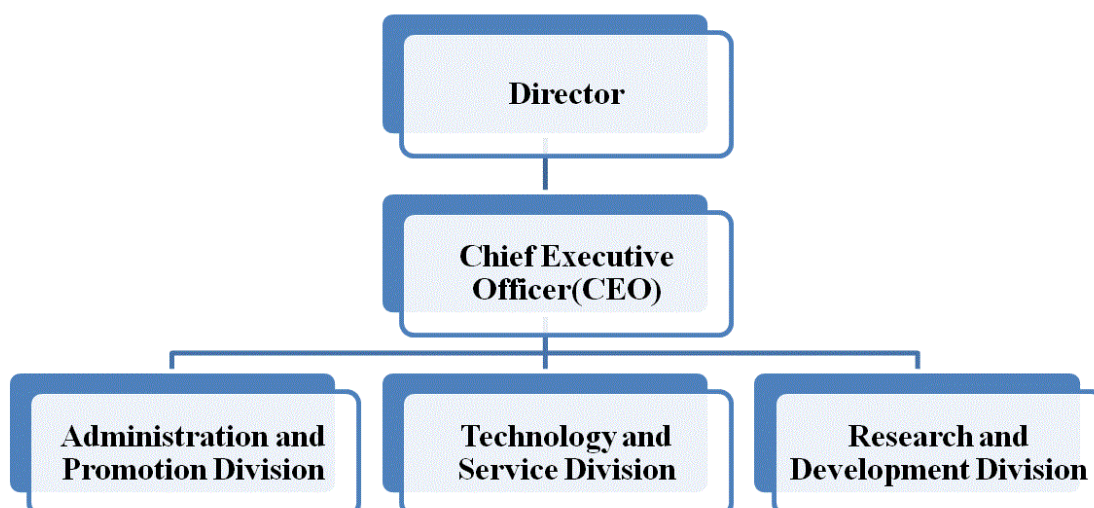 Director
Chief Executive
Officer(CEO)
Administration and
Promotion Division
Technology and
Service Division
Research and
Development Division